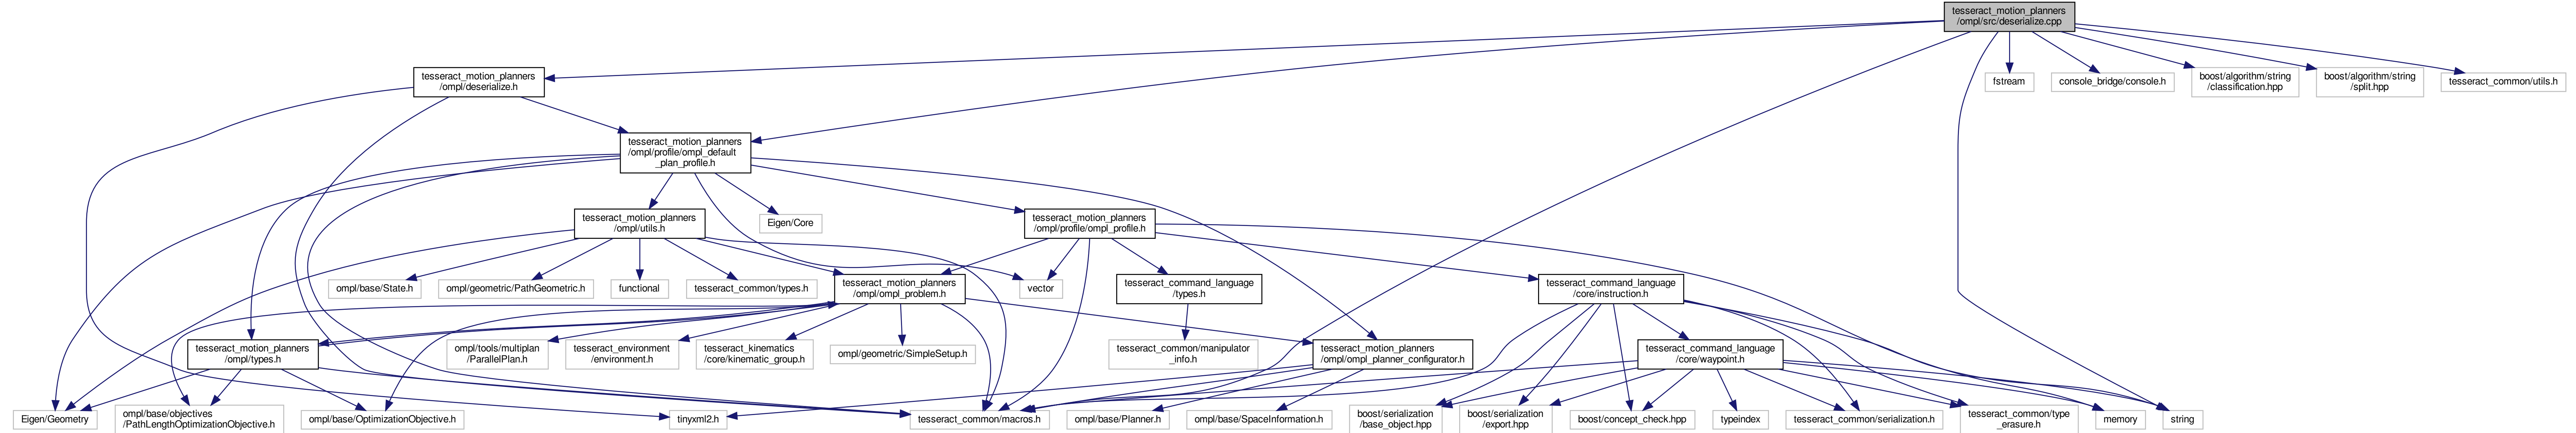 tesseract_motion_planners
/ompl/src/deserialize.cpp
tesseract_motion_planners
/ompl/deserialize.h
fstream
console_bridge/console.h
boost/algorithm/string
/classification.hpp
boost/algorithm/string
/split.hpp
tesseract_common/utils.h
tesseract_motion_planners
/ompl/profile/ompl_default
_plan_profile.h
tesseract_motion_planners
/ompl/utils.h
Eigen/Core
tesseract_motion_planners
/ompl/profile/ompl_profile.h
ompl/base/State.h
ompl/geometric/PathGeometric.h
functional
tesseract_common/types.h
tesseract_motion_planners
/ompl/ompl_problem.h
vector
tesseract_command_language
/types.h
tesseract_command_language
/core/instruction.h
tesseract_motion_planners
/ompl/types.h
ompl/tools/multiplan
/ParallelPlan.h
tesseract_environment
/environment.h
tesseract_kinematics
/core/kinematic_group.h
ompl/geometric/SimpleSetup.h
tesseract_common/manipulator
_info.h
tesseract_motion_planners
/ompl/ompl_planner_configurator.h
tesseract_command_language
/core/waypoint.h
Eigen/Geometry
ompl/base/objectives
/PathLengthOptimizationObjective.h
ompl/base/OptimizationObjective.h
tinyxml2.h
tesseract_common/macros.h
ompl/base/Planner.h
ompl/base/SpaceInformation.h
boost/serialization
/base_object.hpp
boost/serialization
/export.hpp
boost/concept_check.hpp
typeindex
tesseract_common/serialization.h
tesseract_common/type
_erasure.h
memory
string